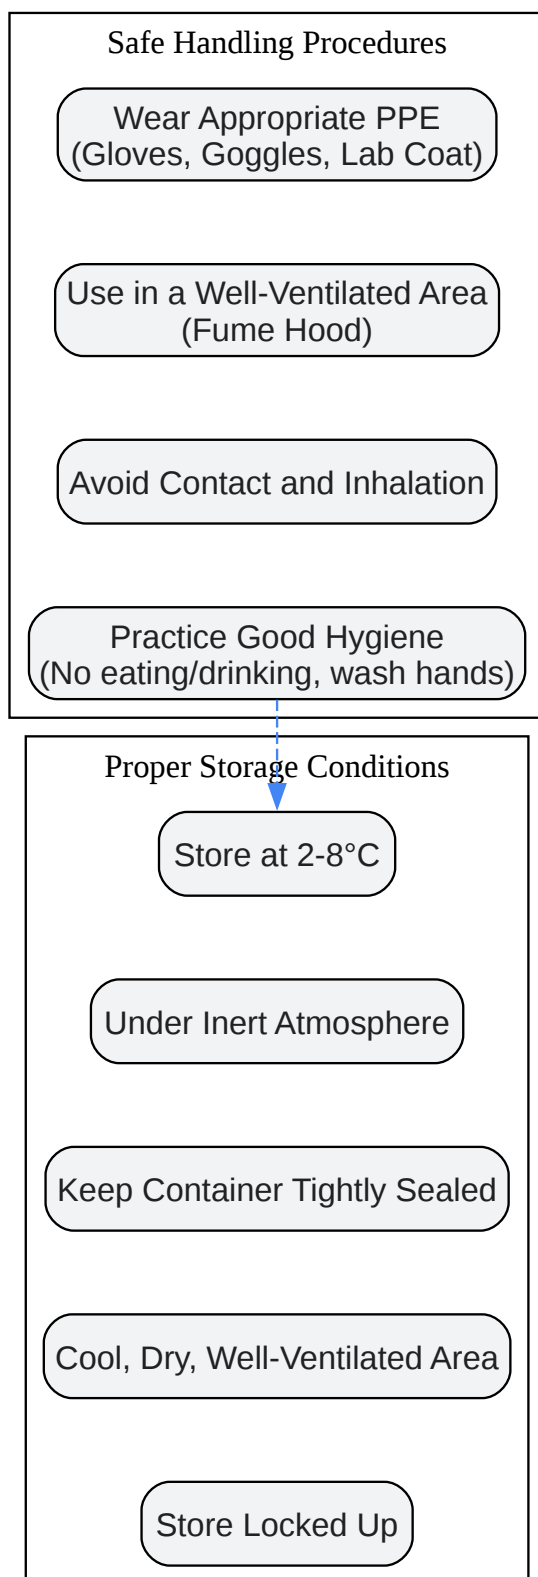 Safe Handling Procedures
Wear Appropriate PPE
(Gloves, Goggles, Lab Coat)
Use in a Well-Ventilated Area
(Fume Hood)
Avoid Contact and Inhalation
Practice Good Hygiene
(No eating/drinking, wash hands)
Proper Storage Conditions
Store at 2-8°C
Under Inert Atmosphere
Keep Container Tightly Sealed
Cool, Dry, Well-Ventilated Area
Store Locked Up